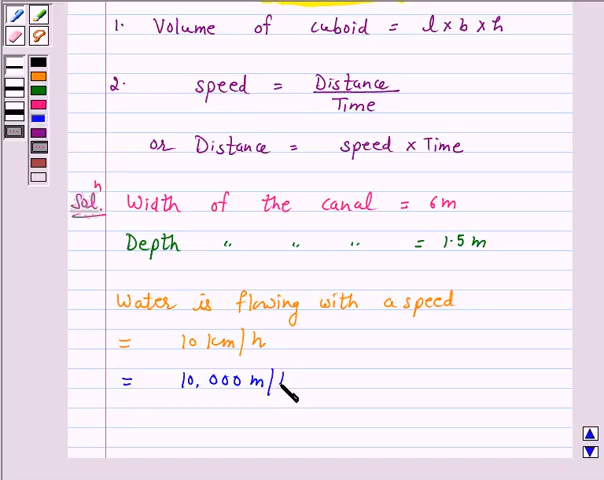 1. Volume of cuboid = l × b × h
2. speed = Distance
Time
or Distance = speed × Time
Solⁿ. Width of the canal = 6m
Depth " " " = 1.5 m
Water is flowing with a speed
= 10 km/h
= 10,000 m/